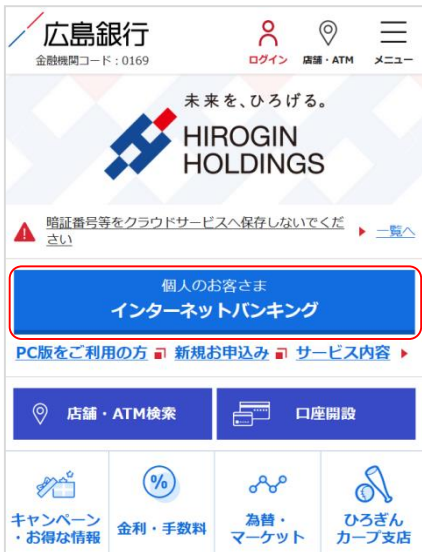 広島銀行
金融機関コード:0169
ログイン
店舗・ATM
メニュー
未来を、ひろげる。
HIROGIN
HOLDINGS
暗証番号等をクラウドサービスへ保存しないでくだ
さい
一覧へ
個人のお客さま
インターネットバンキング
PC版をご利用の方 新規お申込み サービス内容
店舗・ATM検索
口座開設
キャンペーン
・お得な情報
金利・手数料
為替・
マーケット
ひろぎん
カープ支店